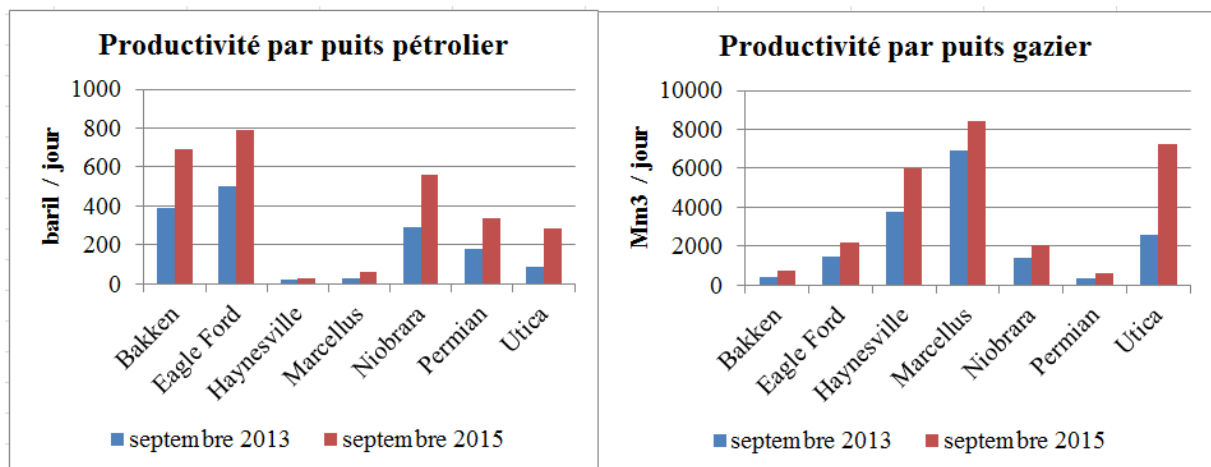 Productivité par puits pétrolier
baril / jour
1000
800
600
400
200
0
Bakken
Eagle Ford
Haynesville
Marcellus
Niobrara
Permian
Utica
septembre 2013
septembre 2015
Productivité par puits gazier
Mm3 / jour
10000
8000
6000
4000
2000
0
Bakken
Eagle Ford
Haynesville
Marcellus
Niobrara
Permian
Utica
septembre 2013
septembre 2015